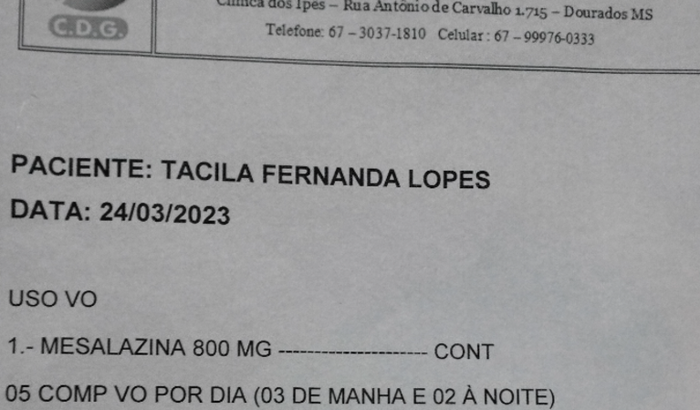 Clínica dos Ipês – Rua Antônio de Carvalho 1.715 – Dourados MS
C.D.G.
Telefone: 67 – 3037-1810 Celular : 67 – 99976-0333
PACIENTE: TACILA FERNANDA LOPES
DATA: 24/03/2023
USO VO
1.- MESALAZINA 800 MG --------------------- CONT
05 COMP VO POR DIA (03 DE MANHA E 02 À NOITE)